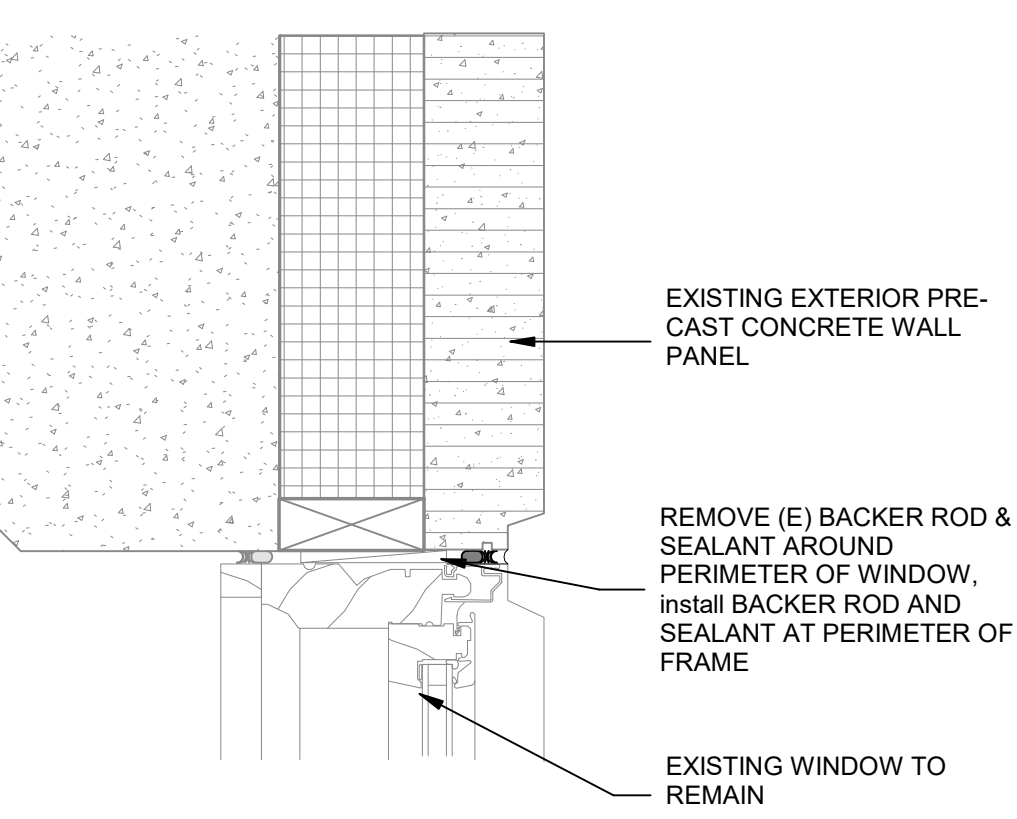 EXISTING EXTERIOR PRE-
CAST CONCRETE WALL
PANEL
REMOVE (E) BACKER ROD &
SEALANT AROUND
PERIMETER OF WINDOW,
install BACKER ROD AND
SEALANT AT PERIMETER OF
FRAME
EXISTING WINDOW TO
REMAIN